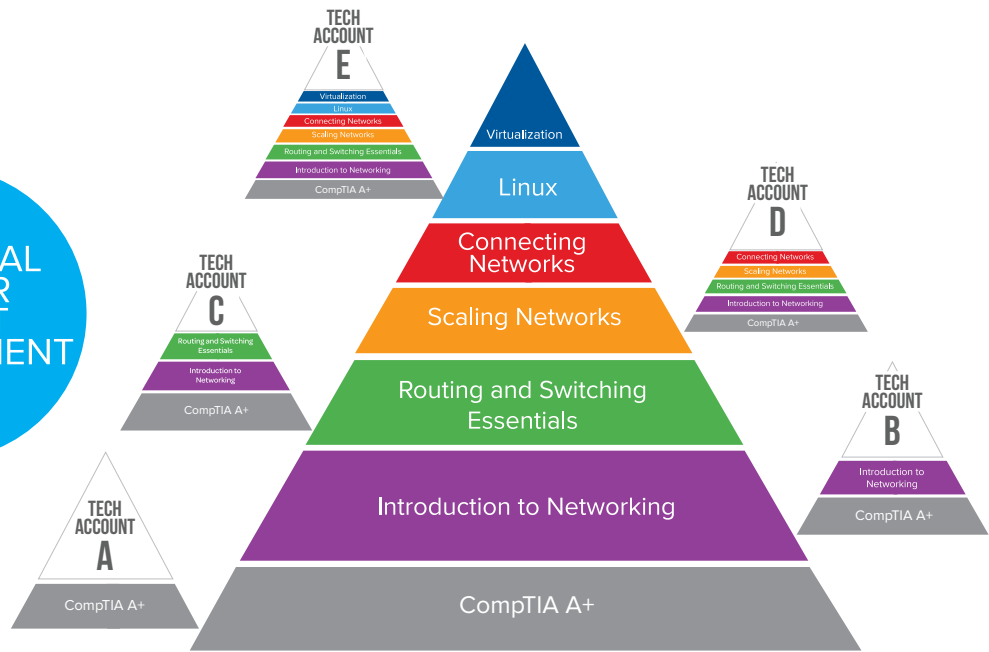 TECH
ACCOUNT
E
Virtualization
Linux
Connecting Networks
Scaling Networks
Routing and Switching Essentials
Introduction to Networking
CompTIA A+
Virtualization
Linux
Connecting
Networks
Scaling Networks
Routing and Switching
Essentials
Introduction to Networking
CompTIA A+
TECH
ACCOUNT
D
Connecting Networks
Scaling Networks
Routing and Switching Essentials
Introduction to Networking
CompTIA A+
TECH
ACCOUNT
C
Routing and Switching
Essentials
Introduction to
Networking
CompTIA A+
TECH
ACCOUNT
B
Introduction to
Networking
CompTIA A+
TECH
ACCOUNT
A
CompTIA A+